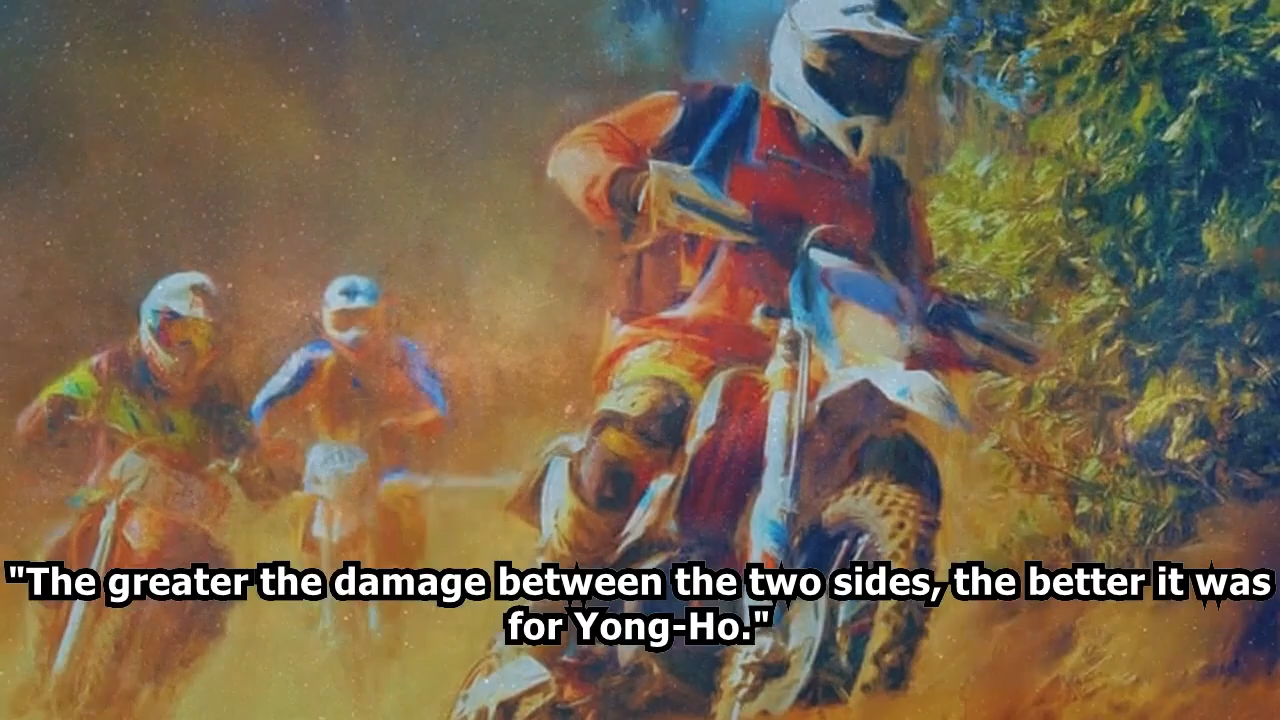 "The greater the damage between the two sides, the better it was
for Yong-Ho."